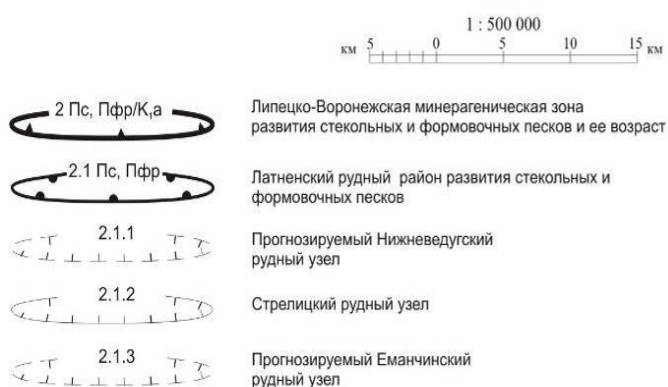 1 : 500 000
км 5 0 5 10 15 км
2 Пс, Пфр/K₁a
Липецко-Воронежская минерагеническая зона
развития стекольных и формовочных песков и ее возраст
2.1 Пс, Пфр
Латненский рудный район развития стекольных и
формовочных песков
2.1.1
Прогнозируемый Нижневедугский
рудный узел
2.1.2
Стрелицкий рудный узел
2.1.3
Прогнозируемый Еманчинский
рудный узел